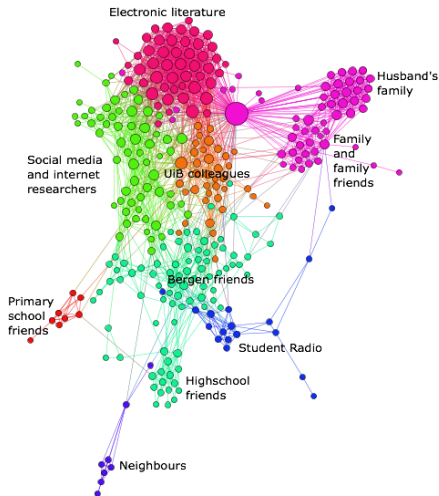 Electronic literature
Husband's
family
Family
and
family
friends
Social media
and internet
researchers
UiB colleagues
Bergen friends
Primary
school
friends
Student Radio
Highschool
friends
Neighbours